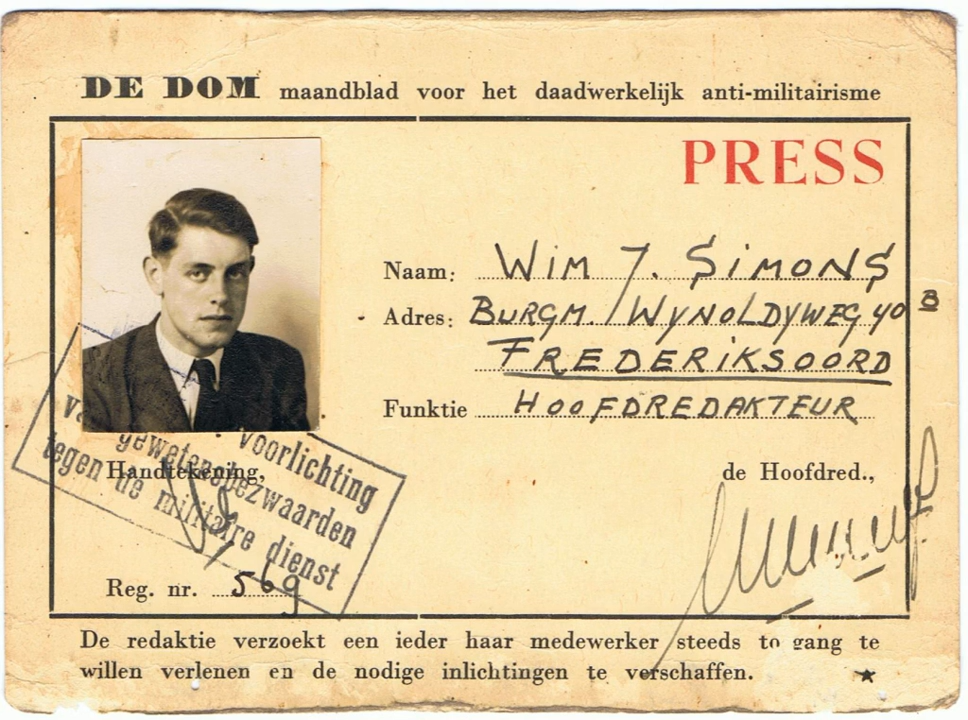 DE DOM maandblad voor het daadwerkelijk anti-militairisme
PRESS
Naam: WIM J. SIMONS
Adres: BURGM. WYNOLDYWEG 40 B
FREDERIKSOORD
Funktie HOOFDREDAKTEUR
voorlichting
gewetensbezwaarden
tegen de militaire dienst
Handtekening,
de Hoofdred.,
Reg. nr. 569
De redaktie verzoekt een ieder haar medewerker steeds to gang te
willen verlenen en de nodige inlichtingen te verschaffen.